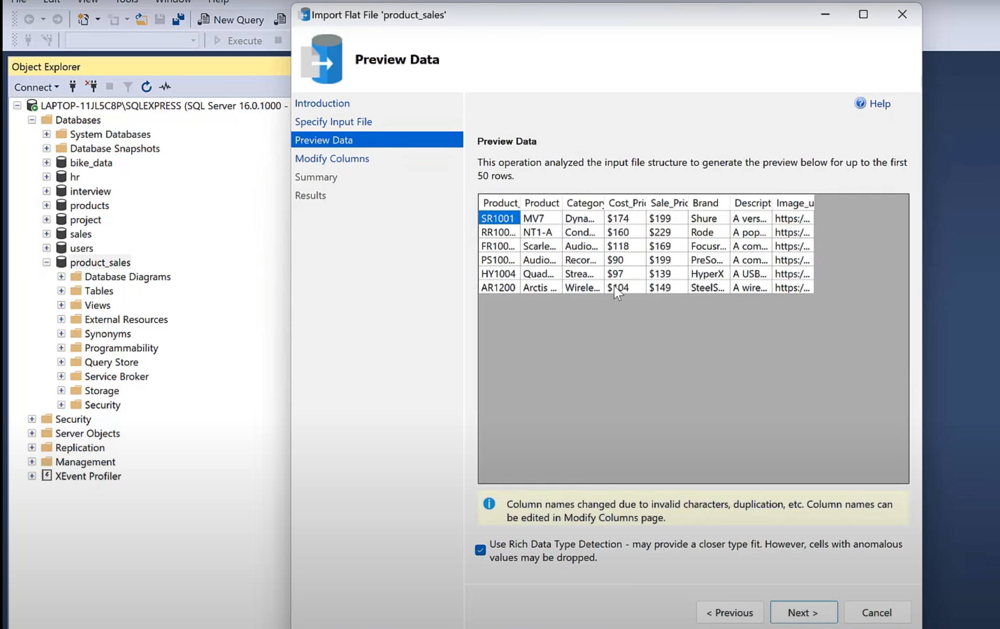 File Edit View Tools Window Help
New Query
Execute
Object Explorer
Connect
LAPTOP-11JL5C8P\SQLEXPRESS (SQL Server 16.0.1000 -
Databases
System Databases
Database Snapshots
bike_data
hr
interview
products
project
sales
users
product_sales
Database Diagrams
Tables
Views
External Resources
Synonyms
Programmability
Query Store
Service Broker
Storage
Security
Security
Server Objects
Replication
Management
XEvent Profiler
Import Flat File 'product_sales'
Preview Data
Introduction
Specify Input File
Preview Data
Modify Columns
Summary
Results
Help
Preview Data
This operation analyzed the input file structure to generate the preview below for up to the first
50 rows.
Product_ Product Category Cost_Pric Sale_Pric Brand Descript Image_u
SR1001 MV7 Dyna... $174 $199 Shure A vers... https:/...
RR100... NT1-A Cond... $160 $229 Rode A pop... https:/...
FR100... Scarle... Audio... $118 $169 Focusr... A com... https:/...
PS100... Audio... Recor... $90 $199 PreSo... A com... https:/...
HY1004 Quad... Strea... $97 $139 HyperX A USB... https:/...
AR1200 Arctis ... Wirele... $104 $149 SteelS... A wire... https:/...
Column names changed due to invalid characters, duplication, etc. Column names can
be edited in Modify Columns page.
Use Rich Data Type Detection - may provide a closer type fit. However, cells with anomalous
values may be dropped.
< Previous
Next >
Cancel